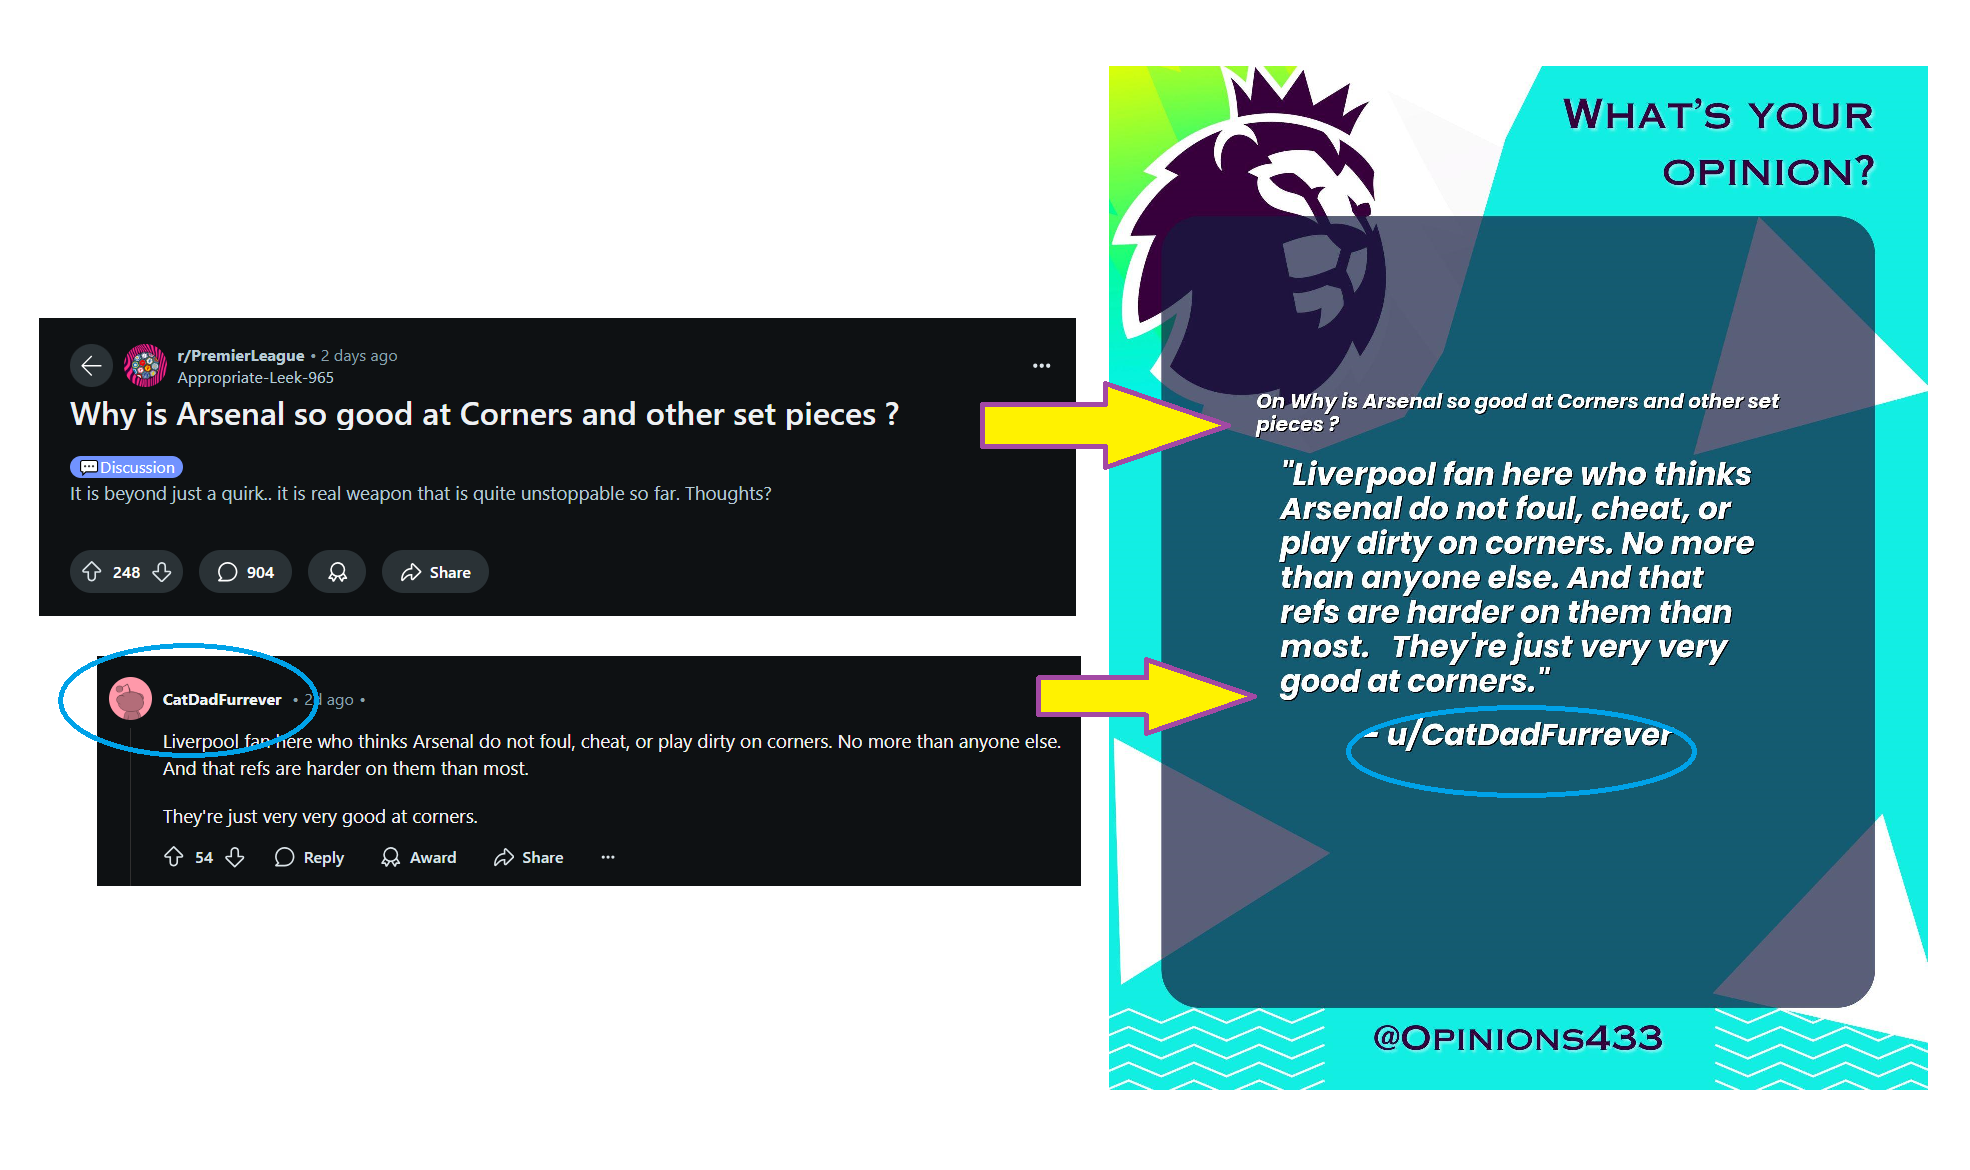 r/PremierLeague • 2 days ago
Appropriate-Leek-965
Why is Arsenal so good at Corners and other set pieces ?
Discussion
It is beyond just a quirk.. it is real weapon that is quite unstoppable so far. Thoughts?
248 904 Share
CatDadFurrever • 2d ago •
Liverpool fan here who thinks Arsenal do not foul, cheat, or play dirty on corners. No more than anyone else.
And that refs are harder on them than most.
They're just very very good at corners.
54 Reply Award Share
What's your
opinion?
On Why is Arsenal so good at Corners and other set
pieces ?
"Liverpool fan here who thinks
Arsenal do not foul, cheat, or
play dirty on corners. No more
than anyone else. And that
refs are harder on them than
most.   They're just very very
good at corners."
- u/CatDadFurrever
@Opinions433